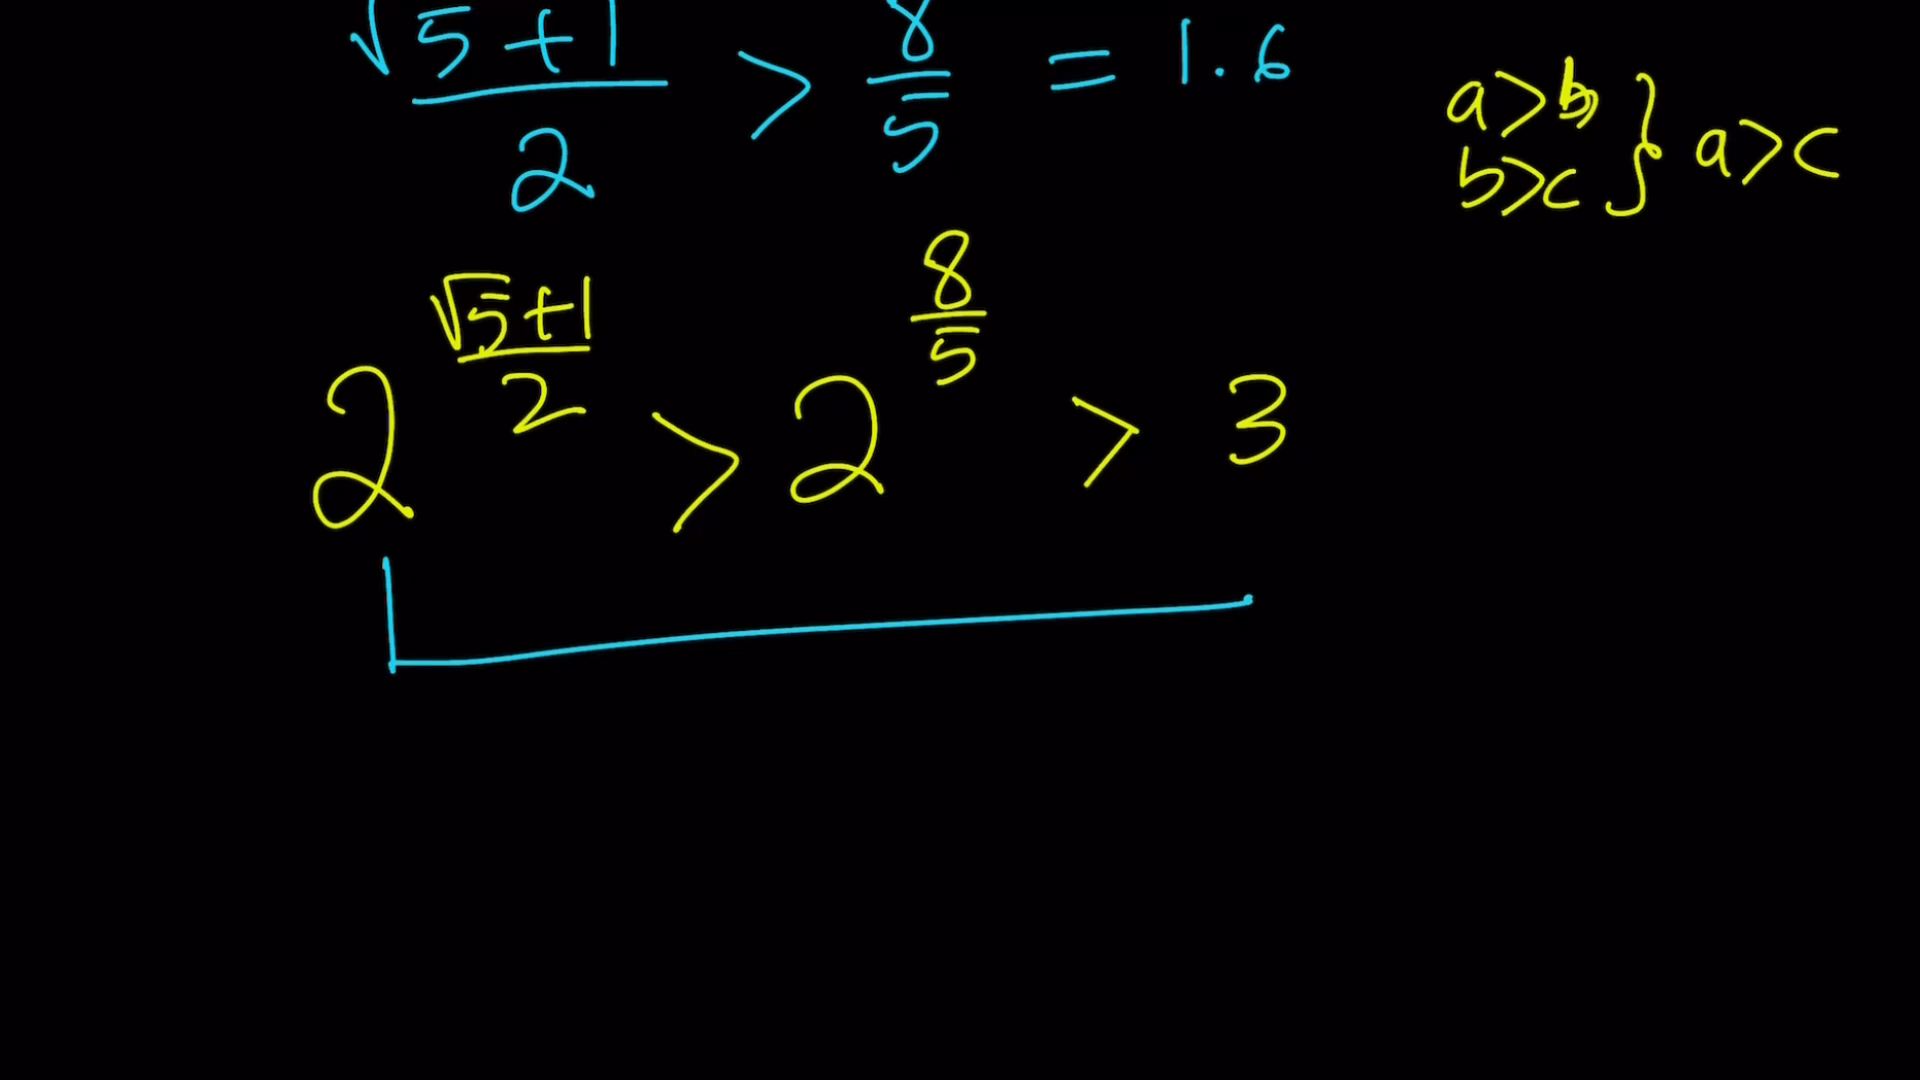 (√5+1)/2 > 8/5 = 1.6
a>b, b>c } a>c
2^((√5+1)/2) > 2^(8/5) > 3